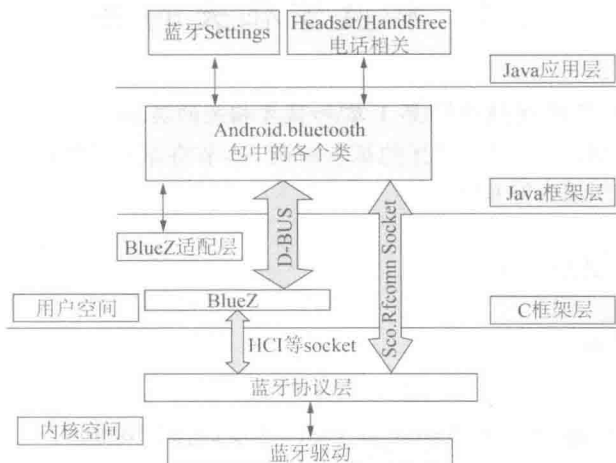 蓝牙Settings
Headset/Handsfree
电话相关
Java应用层
Android.bluetooth
包中的各个类
Java框架层
BlueZ适配层
D-BUS
Sco.Rfcomn Socket
BlueZ
用户空间
C框架层
HCI等socket
蓝牙协议层
内核空间
蓝牙驱动